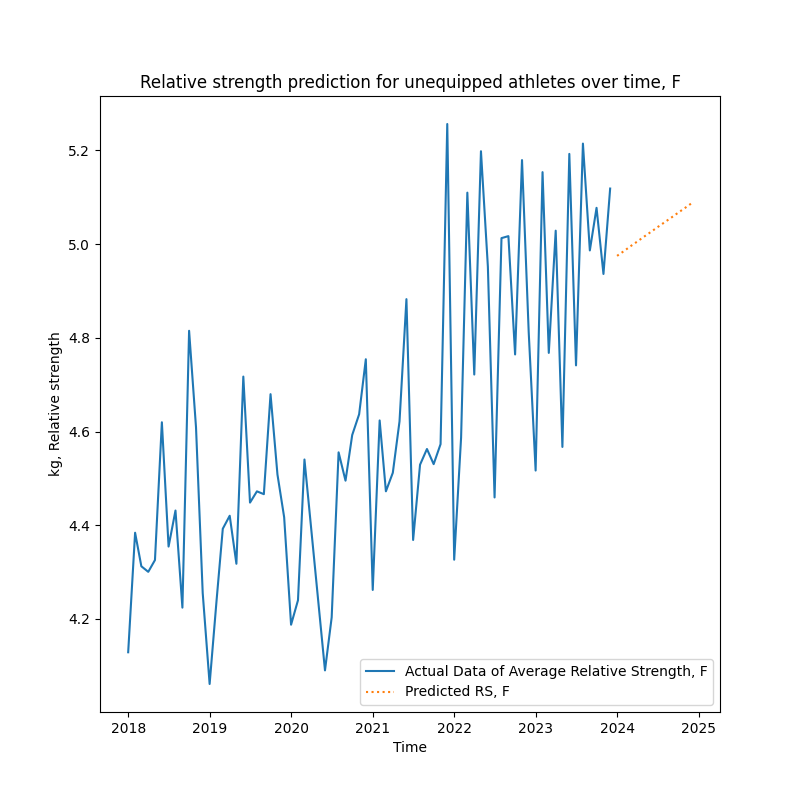 Relative strength prediction for unequipped athletes over time, F
5.2
5.0
4.8
4.6
4.4
4.2
kg, Relative strength
Actual Data of Average Relative Strength, F
Predicted RS, F
2018 2019 2020 2021 2022 2023 2024 2025
Time